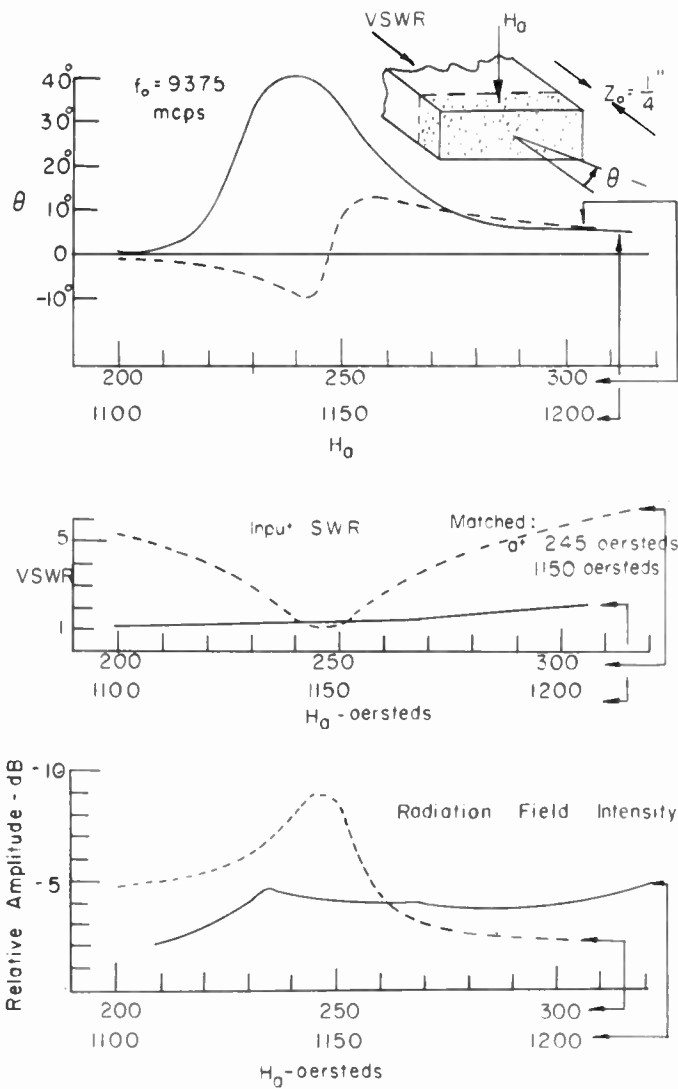 VSWR
Hₐ
40°
30°
20°
10°
0
-10°
θ
f₀ = 9375
mcps
Z₀ = 1/4"
θ
200 250 300
1100 1150 1200
Hₐ
5
VSWR
1
Input SWR
Matched:
at 245 oersteds
1150 oersteds
200 250 300
1100 1150 1200
Hₐ - oersteds
Relative Amplitude - dB
-10
-5
Radiation Field Intensity
200 250 300
1100 1150 1200
Hₐ-oersteds